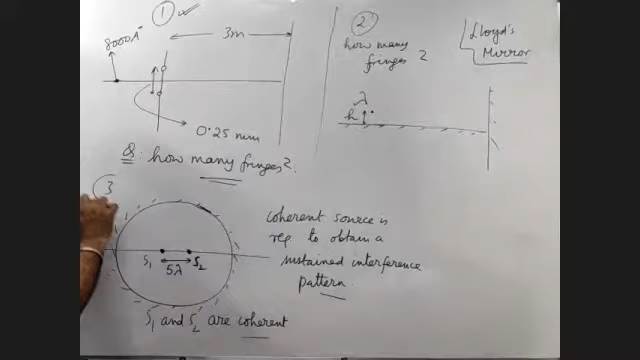 1
8000A°
3m
0.25 mm
Q: how many fringes?
2
how many
fringes ?
Lloyd's
Mirror
λ
h
3
S₁
S₂
5λ
S₁ and S₂ are coherent
coherent source is
req to obtain a
sustained interference
pattern